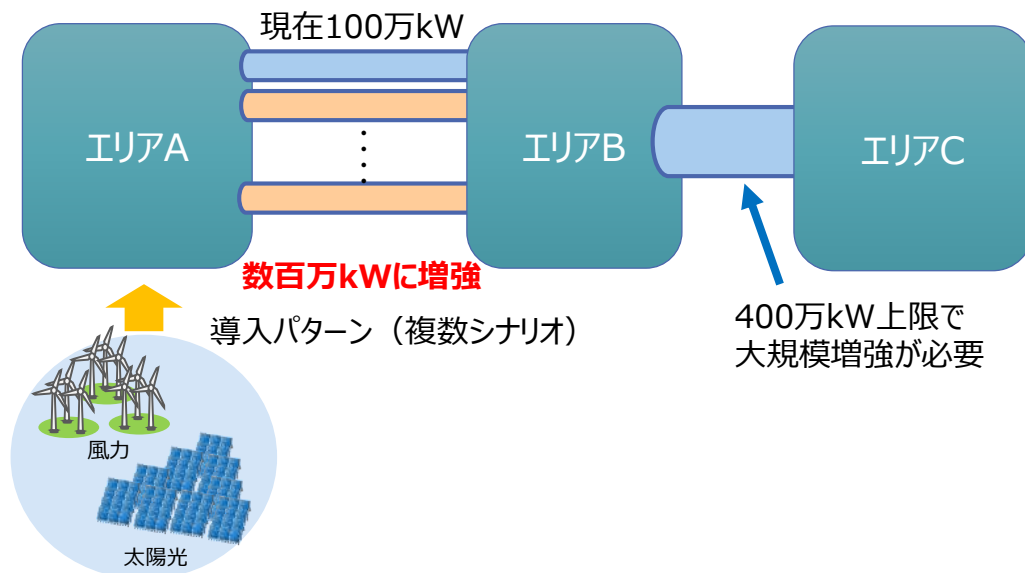 現在100万kW
エリアA
エリアB
エリアC
数百万kWに増強
導入パターン（複数シナリオ）
400万kW上限で
大規模増強が必要
風力
太陽光